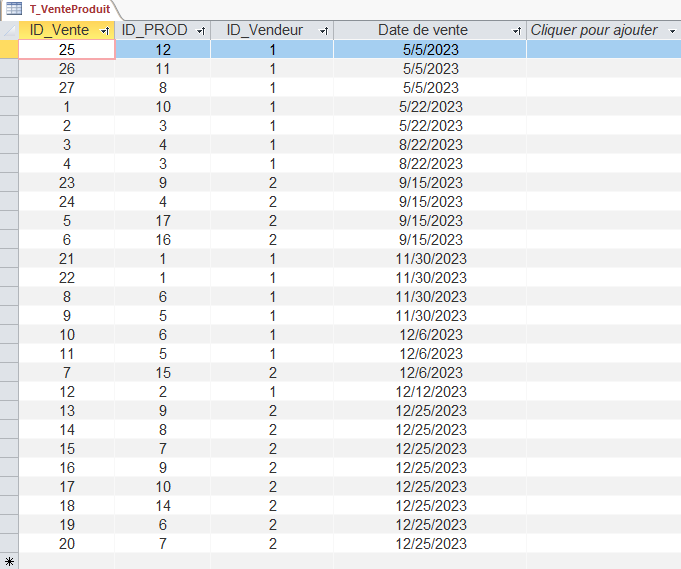 T_VenteProduit
ID_Vente ID_PROD ID_Vendeur Date de vente Cliquer pour ajouter
25 12 1 5/5/2023
26 11 1 5/5/2023
27 8 1 5/5/2023
1 10 1 5/22/2023
2 3 1 5/22/2023
3 4 1 8/22/2023
4 3 1 8/22/2023
23 9 2 9/15/2023
24 4 2 9/15/2023
5 17 2 9/15/2023
6 16 2 9/15/2023
21 1 1 11/30/2023
22 1 1 11/30/2023
8 6 1 11/30/2023
9 5 1 11/30/2023
10 6 1 12/6/2023
11 5 1 12/6/2023
7 15 2 12/6/2023
12 2 1 12/12/2023
13 9 2 12/25/2023
14 8 2 12/25/2023
15 7 2 12/25/2023
16 9 2 12/25/2023
17 10 2 12/25/2023
18 14 2 12/25/2023
19 6 2 12/25/2023
20 7 2 12/25/2023